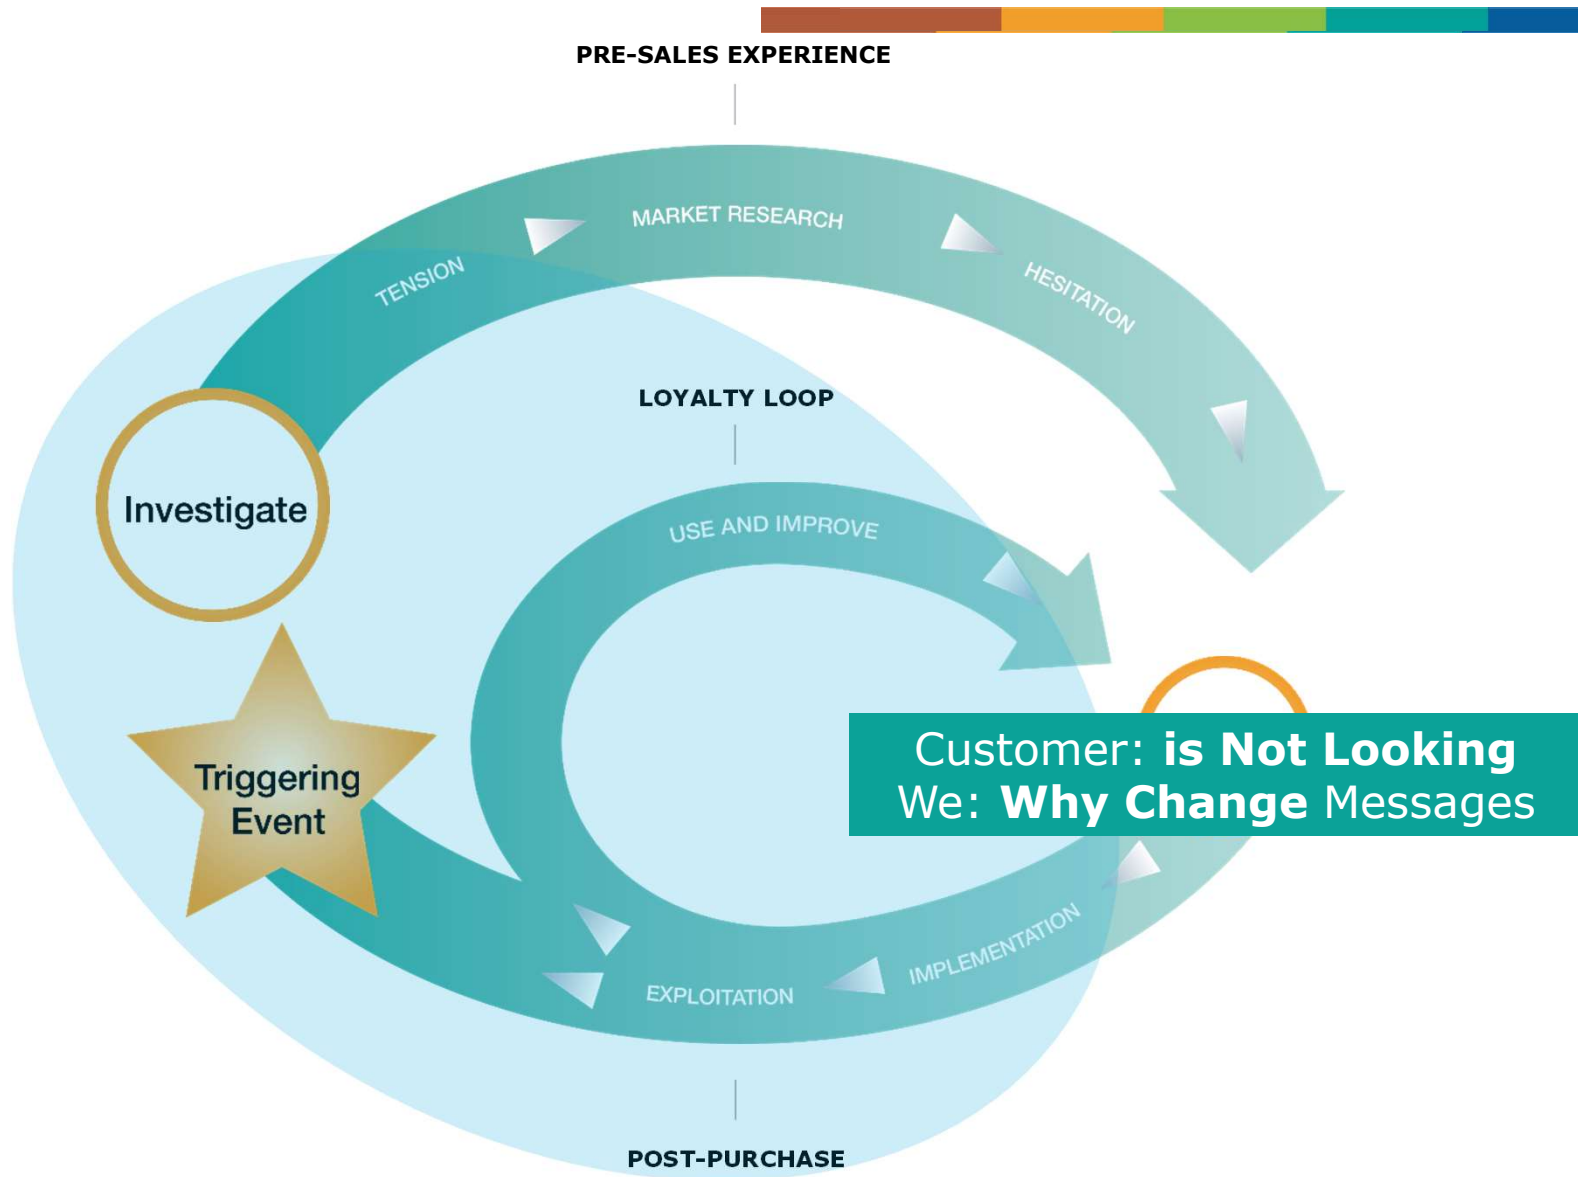 PRE-SALES EXPERIENCE
MARKET RESEARCH
TENSION
HESITATION
LOYALTY LOOP
Investigate
USE AND IMPROVE
Triggering
Event
Customer: is Not Looking
We: Why Change Messages
IMPLEMENTATION
EXPLOITATION
POST-PURCHASE